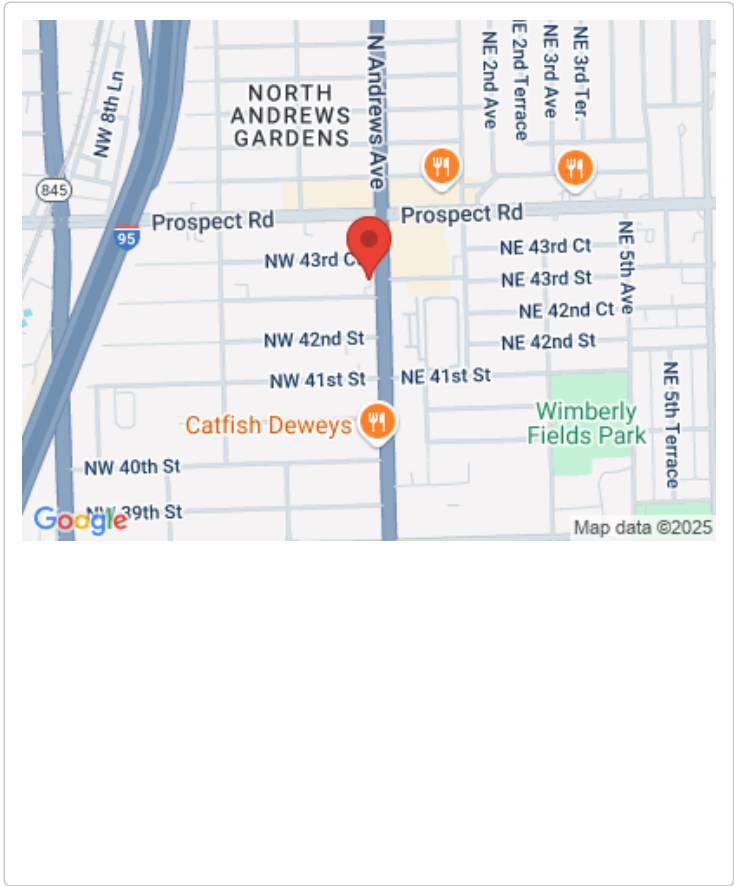 N Andrews Ave
NE 2nd Ave
NE 2nd Terrace
NE 3rd Ave
NE 3rd Ter.
NW 8th Ln
NORTH
ANDREWS
GARDENS
845
95
Prospect Rd
Prospect Rd
NW 43rd Ct
NE 43rd Ct
NE 43rd St
NE 5th Ave
NE 42nd Ct
NW 42nd St
NE 42nd St
NW 41st St
NE 41st St
NE 5th Terrace
Catfish Deweys
Wimberly
Fields Park
NW 40th St
NW 39th St
Google
Map data ©2025